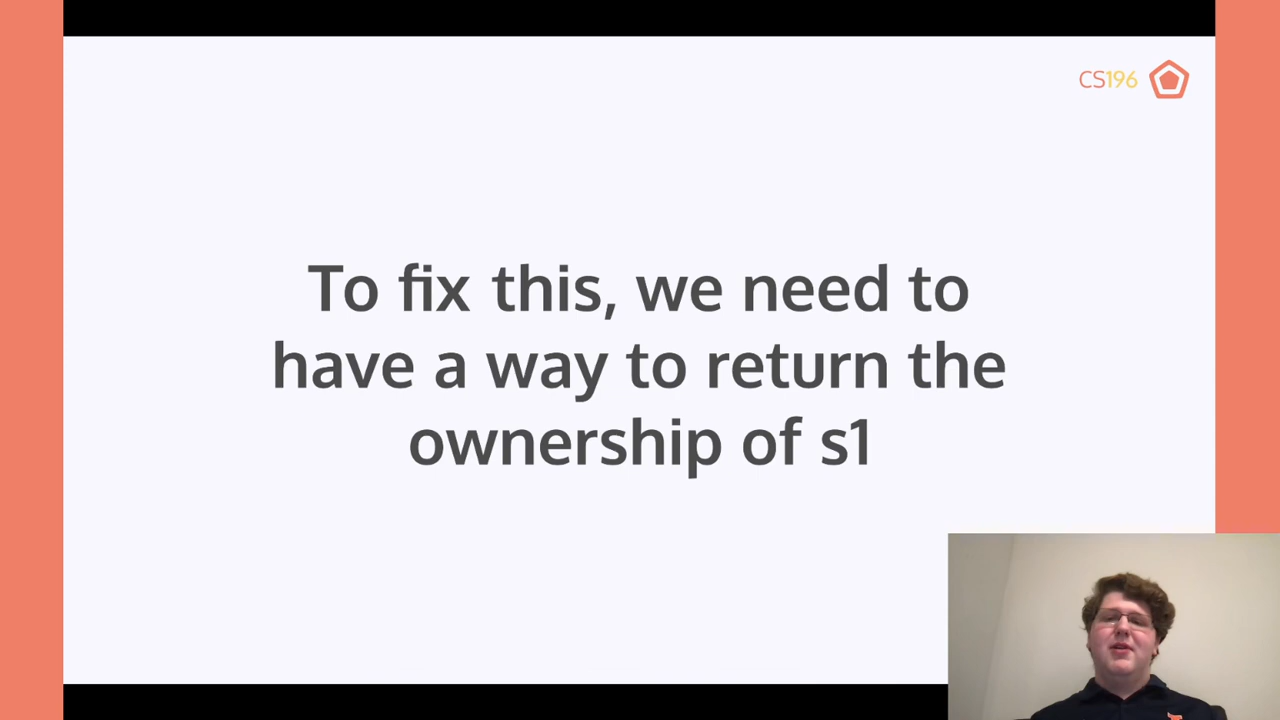 CS196
To fix this, we need to
have a way to return the
ownership of s1